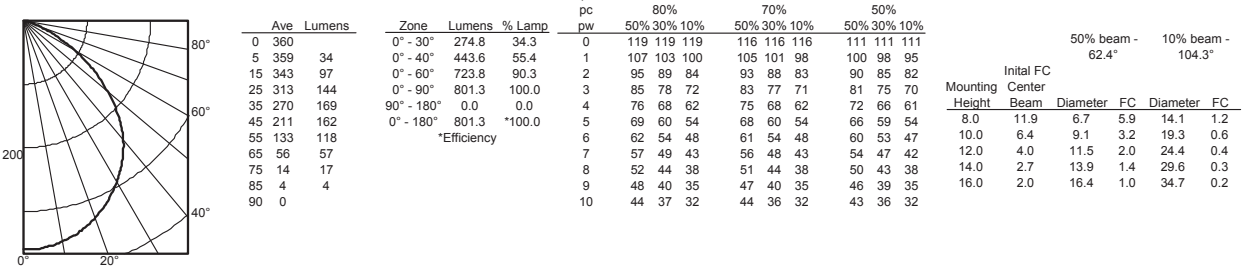 80°
60°
200
40°
0° 20°
Ave Lumens
0 360
5 359 34
15 343 97
25 313 144
35 270 169
45 211 162
55 133 118
65 56 57
75 14 17
85 4 4
90 0
Zone Lumens % Lamp
0° - 30° 274.8 34.3
0° - 40° 443.6 55.4
0° - 60° 723.8 90.3
0° - 90° 801.3 100.0
90° - 180° 0.0 0.0
0° - 180° 801.3 *100.0
*Efficiency
pc 80% 70% 50%
pw 50% 30% 10% 50% 30% 10% 50% 30% 10%
0 119 119 119 116 116 116 111 111 111
1 107 103 100 105 101 98 100 98 95
2 95 89 84 93 88 83 90 85 82
3 85 78 72 83 77 71 81 75 70
4 76 68 62 75 68 62 72 66 61
5 69 60 54 68 60 54 66 59 54
6 62 54 48 61 54 48 60 53 47
7 57 49 43 56 48 43 54 47 42
8 52 44 38 51 44 38 50 43 38
9 48 40 35 47 40 35 46 39 35
10 44 37 32 44 36 32 43 36 32
50% beam - 10% beam -
62.4° 104.3°
Inital FC
Mounting Center
Height Beam Diameter FC Diameter FC
8.0 11.9 6.7 5.9 14.1 1.2
10.0 6.4 9.1 3.2 19.3 0.6
12.0 4.0 11.5 2.0 24.4 0.4
14.0 2.7 13.9 1.4 29.6 0.3
16.0 2.0 16.4 1.0 34.7 0.2